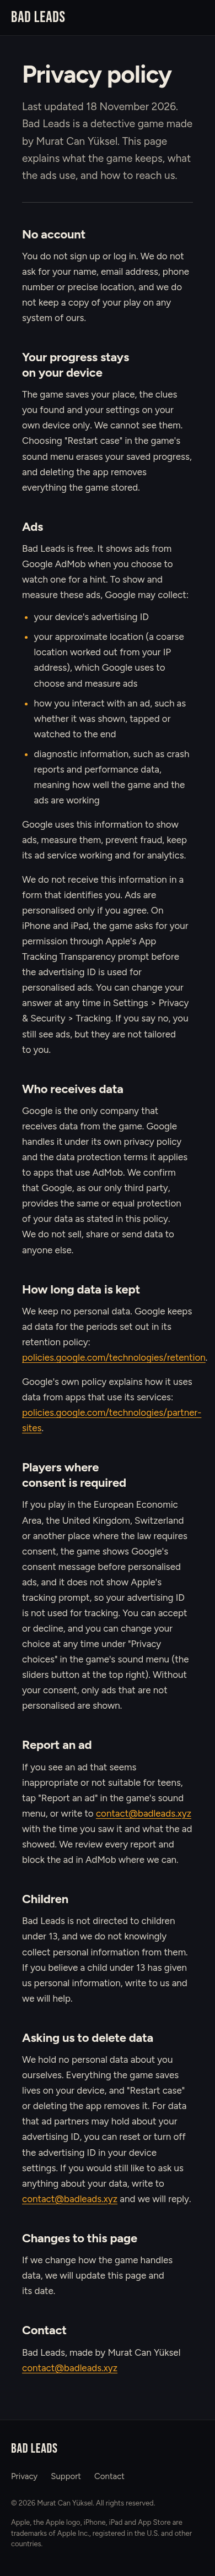 BAD LEADS
Privacy policy
Last updated 18 November 2026.
Bad Leads is a detective game made
by Murat Can Yüksel. This page
explains what the game keeps, what
the ads use, and how to reach us.
No account
You do not sign up or log in. We do not
ask for your name, email address, phone
number or precise location, and we do
not keep a copy of your play on any
system of ours.
Your progress stays
on your device
The game saves your place, the clues
you found and your settings on your
own device only. We cannot see them.
Choosing "Restart case" in the game's
sound menu erases your saved progress,
and deleting the app removes
everything the game stored.
Ads
Bad Leads is free. It shows ads from
Google AdMob when you choose to
watch one for a hint. To show and
measure these ads, Google may collect:
• your device's advertising ID
• your approximate location (a coarse
location worked out from your IP
address), which Google uses to
choose and measure ads
• how you interact with an ad, such as
whether it was shown, tapped or
watched to the end
• diagnostic information, such as crash
reports and performance data,
meaning how well the game and the
ads are working
Google uses this information to show
ads, measure them, prevent fraud, keep
its ad service working and for analytics.
We do not receive this information in a
form that identifies you. Ads are
personalised only if you agree. On
iPhone and iPad, the game asks for your
permission through Apple's App
Tracking Transparency prompt before
the advertising ID is used for
personalised ads. You can change your
answer at any time in Settings > Privacy
& Security > Tracking. If you say no, you
still see ads, but they are not tailored
to you.
Who receives data
Google is the only company that
receives data from the game. Google
handles it under its own privacy policy
and the data protection terms it applies
to apps that use AdMob. We confirm
that Google, as our only third party,
provides the same or equal protection
of your data as stated in this policy.
We do not sell, share or send data to
anyone else.
How long data is kept
We keep no personal data. Google keeps
ad data for the periods set out in its
retention policy:
policies.google.com/technologies/retention.
Google's own policy explains how it uses
data from apps that use its services:
policies.google.com/technologies/partner-
sites.
Players where
consent is required
If you play in the European Economic
Area, the United Kingdom, Switzerland
or another place where the law requires
consent, the game shows Google's
consent message before personalised
ads, and it does not show Apple's
tracking prompt, so your advertising ID
is not used for tracking. You can accept
or decline, and you can change your
choice at any time under "Privacy
choices" in the game's sound menu (the
sliders button at the top right). Without
your consent, only ads that are not
personalised are shown.
Report an ad
If you see an ad that seems
inappropriate or not suitable for teens,
tap "Report an ad" in the game's sound
menu, or write to contact@badleads.xyz
with the time you saw it and what the ad
showed. We review every report and
block the ad in AdMob where we can.
Children
Bad Leads is not directed to children
under 13, and we do not knowingly
collect personal information from them.
If you believe a child under 13 has given
us personal information, write to us and
we will help.
Asking us to delete data
We hold no personal data about you
ourselves. Everything the game saves
lives on your device, and "Restart case"
or deleting the app removes it. For data
that ad partners may hold about your
advertising ID, you can reset or turn off
the advertising ID in your device
settings. If you would still like to ask us
anything about your data, write to
contact@badleads.xyz and we will reply.
Changes to this page
If we change how the game handles
data, we will update this page and
its date.
Contact
Bad Leads, made by Murat Can Yüksel
contact@badleads.xyz
BAD LEADS
Privacy Support Contact
© 2026 Murat Can Yüksel. All rights reserved.
Apple, the Apple logo, iPhone, iPad and App Store are
trademarks of Apple Inc., registered in the U.S. and other
countries.